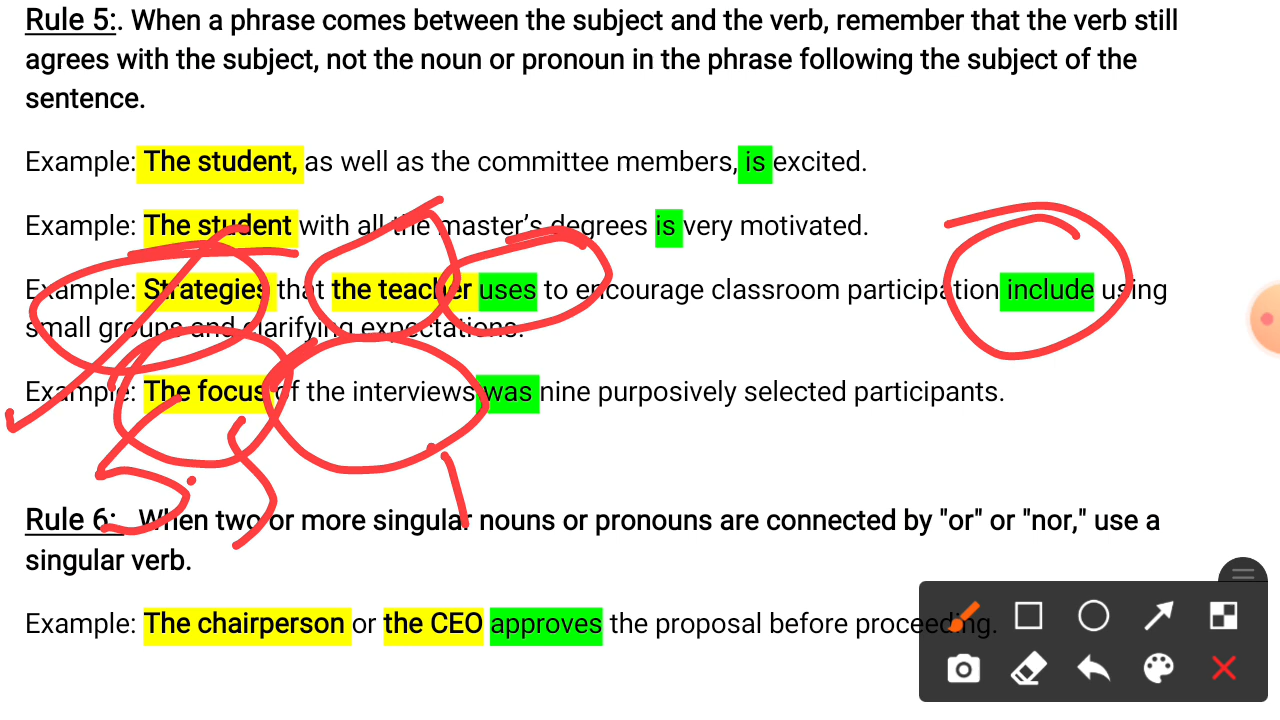 Rule 5:. When a phrase comes between the subject and the verb, remember that the verb still
agrees with the subject, not the noun or pronoun in the phrase following the subject of the
sentence.
Example: The student, as well as the committee members, is excited.
Example: The student with all the master’s degrees is very motivated.
Example: Strategies that the teacher uses to encourage classroom participation include using
small groups and clarifying expectations.
Example: The focus of the interviews was nine purposively selected participants.
Rule 6: When two or more singular nouns or pronouns are connected by "or" or "nor," use a
singular verb.
Example: The chairperson or the CEO approves the proposal before proceeding.